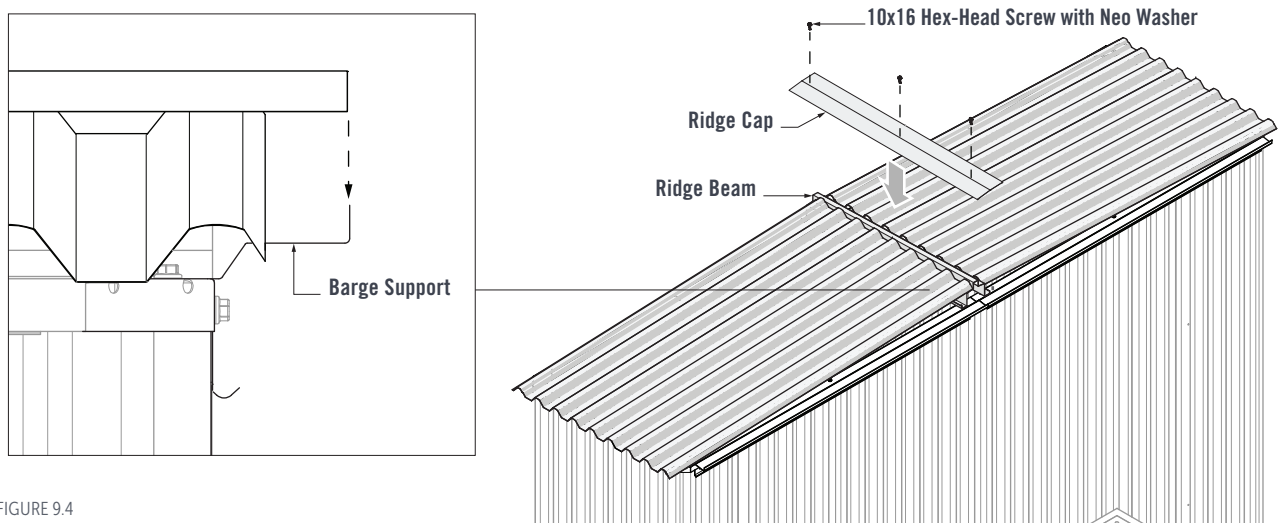 10x16 Hex-Head Screw with Neo Washer
Ridge Cap
Ridge Beam
Barge Support
FIGURE 9.4